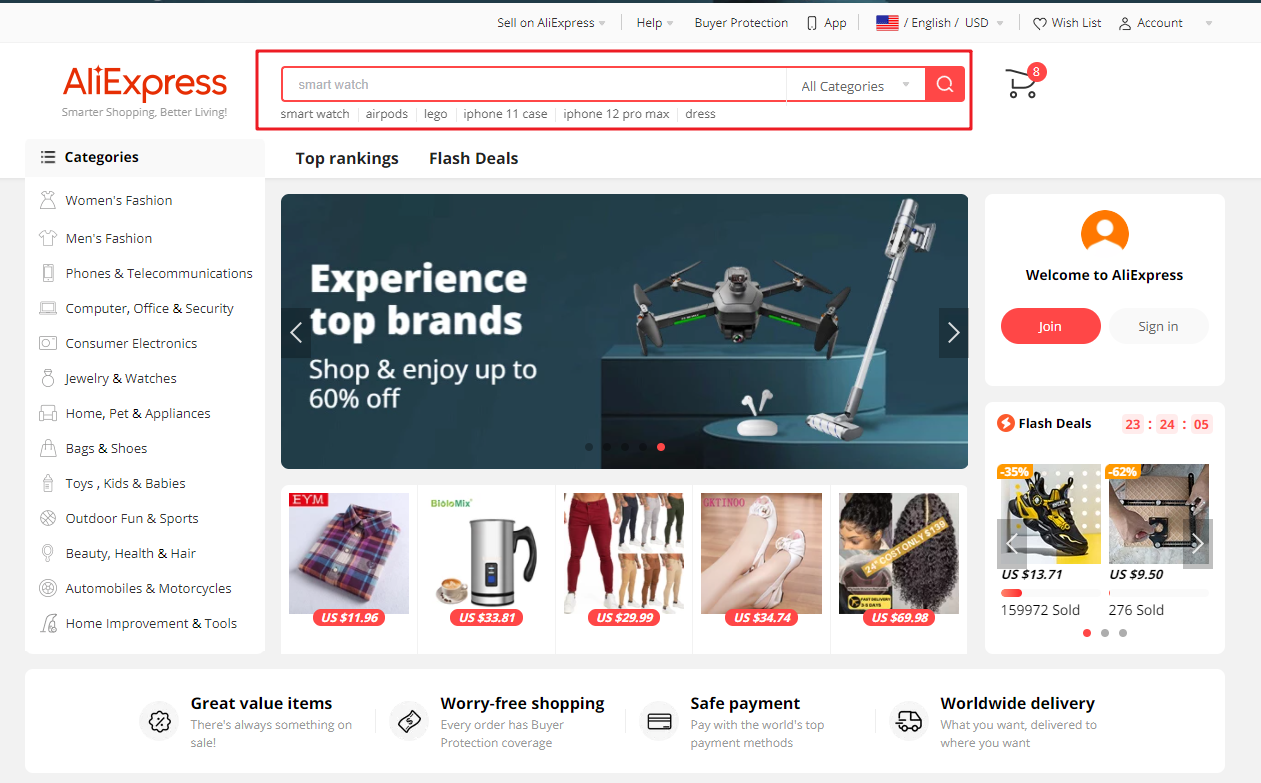 Sell on AliExpress
Help
Buyer Protection
App
/ English / USD
Wish List
Account
AliExpress
Smarter Shopping, Better Living!
smart watch
All Categories
8
smart watch
airpods
lego
iphone 11 case
iphone 12 pro max
dress
Categories
Top rankings
Flash Deals
Women's Fashion
Men's Fashion
Phones & Telecommunications
Computer, Office & Security
Consumer Electronics
Jewelry & Watches
Home, Pet & Appliances
Bags & Shoes
Toys , Kids & Babies
Outdoor Fun & Sports
Beauty, Health & Hair
Automobiles & Motorcycles
Home Improvement & Tools
Experience
top brands
Shop & enjoy up to
60% off
Welcome to AliExpress
Join
Sign in
Flash Deals
23 : 24 : 05
-35%
-62%
US $13.71
US $9.50
159972 Sold
276 Sold
EYM
US $11.96
BioloMix
US $33.81
US $29.99
GKTINOO
US $34.74
24" COST ONLY $139
FAST DELIVERY
3-5 DAYS
US $69.98
Great value items
There's always something on
sale!
Worry-free shopping
Every order has Buyer
Protection coverage
Safe payment
Pay with the world's top
payment methods
Worldwide delivery
What you want, delivered to
where you want